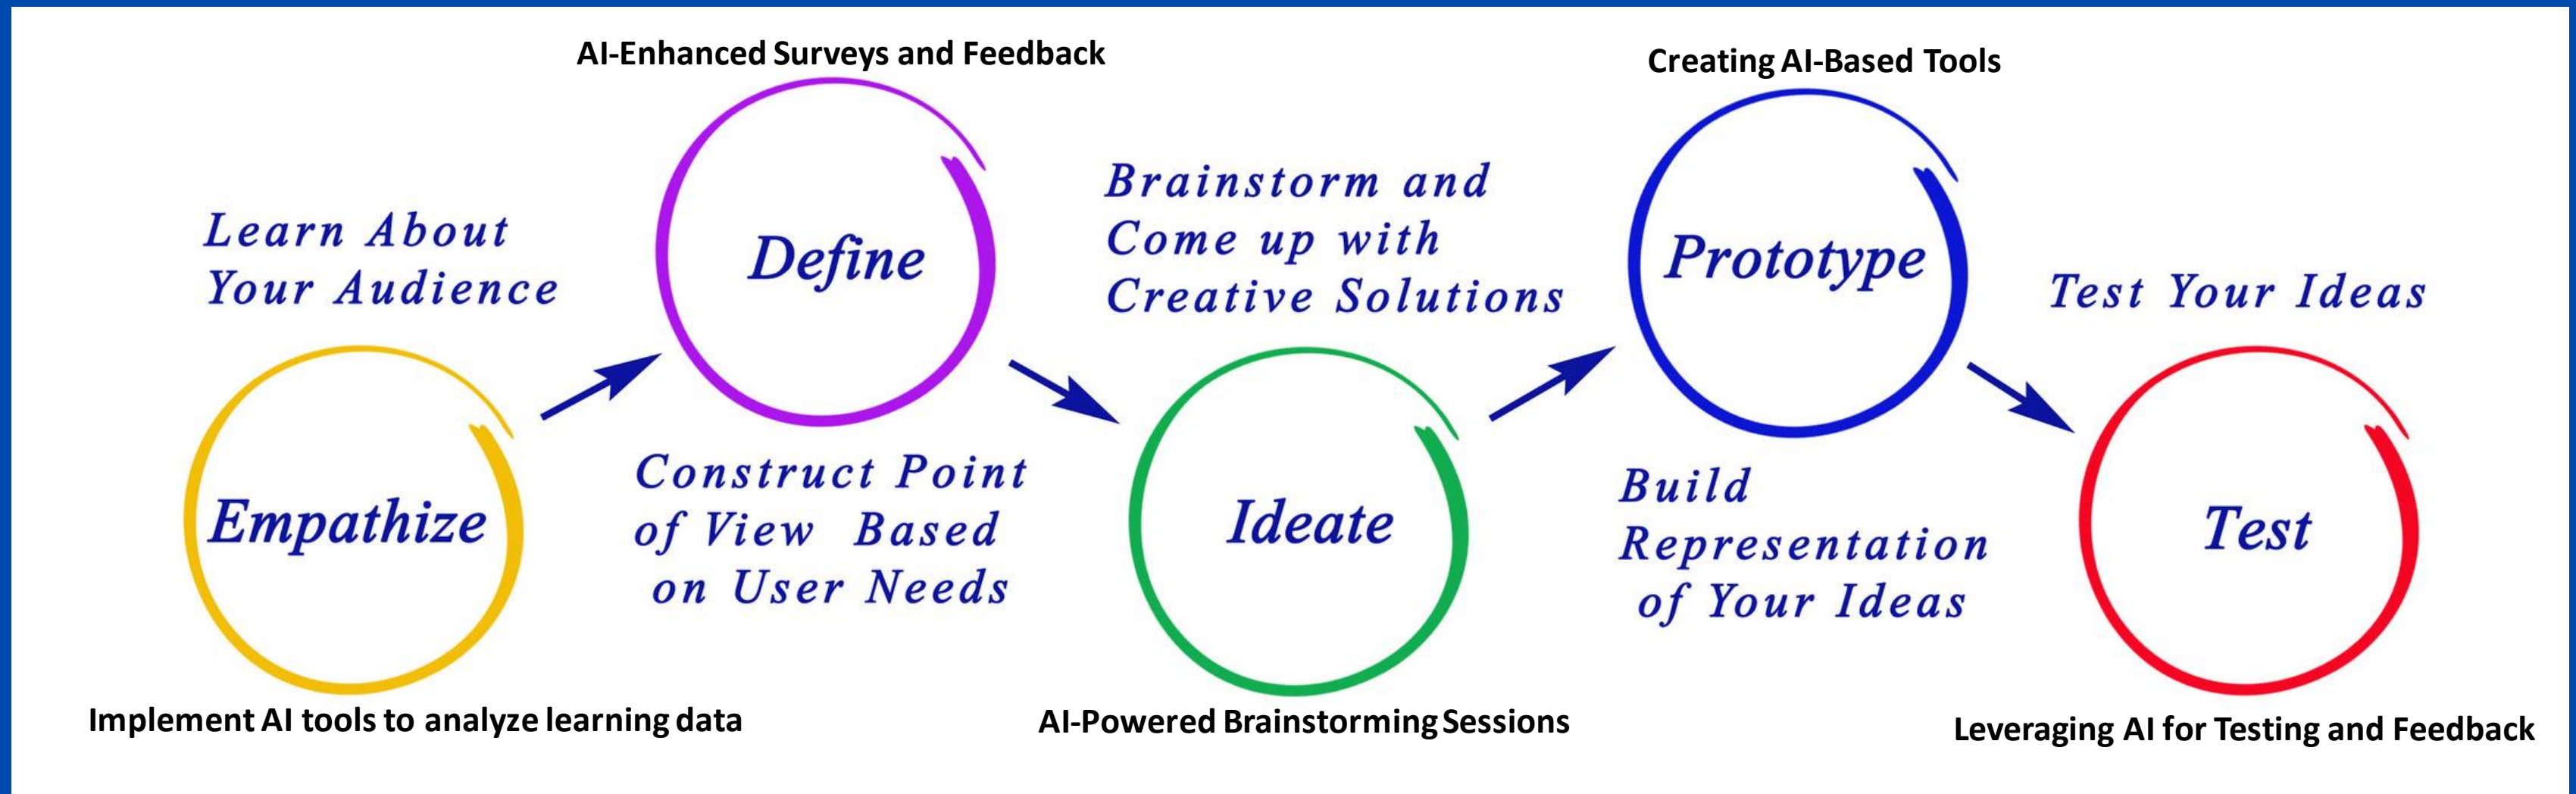 AI-Enhanced Surveys and Feedback
Creating AI-Based Tools
Learn About
Your Audience
Define
Brainstorm and
Come up with
Creative Solutions
Prototype
Test Your Ideas
Empathize
Construct Point
of View Based
on User Needs
Ideate
Build
Representation
of Your Ideas
Test
Implement AI tools to analyze learning data
AI-Powered Brainstorming Sessions
Leveraging AI for Testing and Feedback